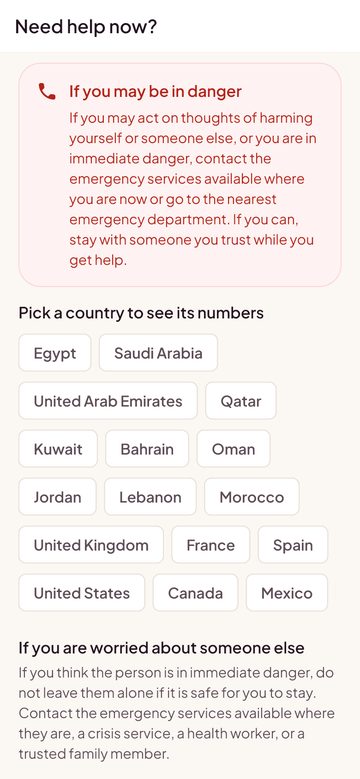 Need help now?
If you may be in danger
If you may act on thoughts of harming
yourself or someone else, or you are in
immediate danger, contact the
emergency services available where
you are now or go to the nearest
emergency department. If you can,
stay with someone you trust while you
get help.
Pick a country to see its numbers
Egypt Saudi Arabia
United Arab Emirates Qatar
Kuwait Bahrain Oman
Jordan Lebanon Morocco
United Kingdom France Spain
United States Canada Mexico
If you are worried about someone else
If you think the person is in immediate danger, do
not leave them alone if it is safe for you to stay.
Contact the emergency services available where
they are, a crisis service, a health worker, or a
trusted family member.